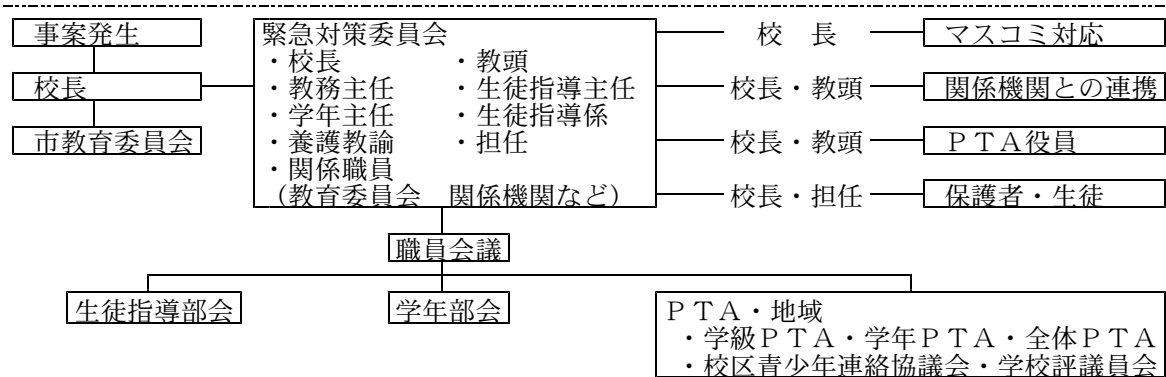 事案発生
校長
市教育委員会
緊急対策委員会
・校長　・教頭
・教務主任　・生徒指導主任
・学年主任　・生徒指導係
・養護教諭　・担任
・関係職員
（教育委員会　関係機関など）
校　長　マスコミ対応
校長・教頭　関係機関との連携
校長・教頭　ＰＴＡ役員
校長・担任　保護者・生徒
職員会議
生徒指導部会
学年部会
ＰＴＡ・地域
・学級ＰＴＡ・学年ＰＴＡ・全体ＰＴＡ
・校区青少年連絡協議会・学校評議員会